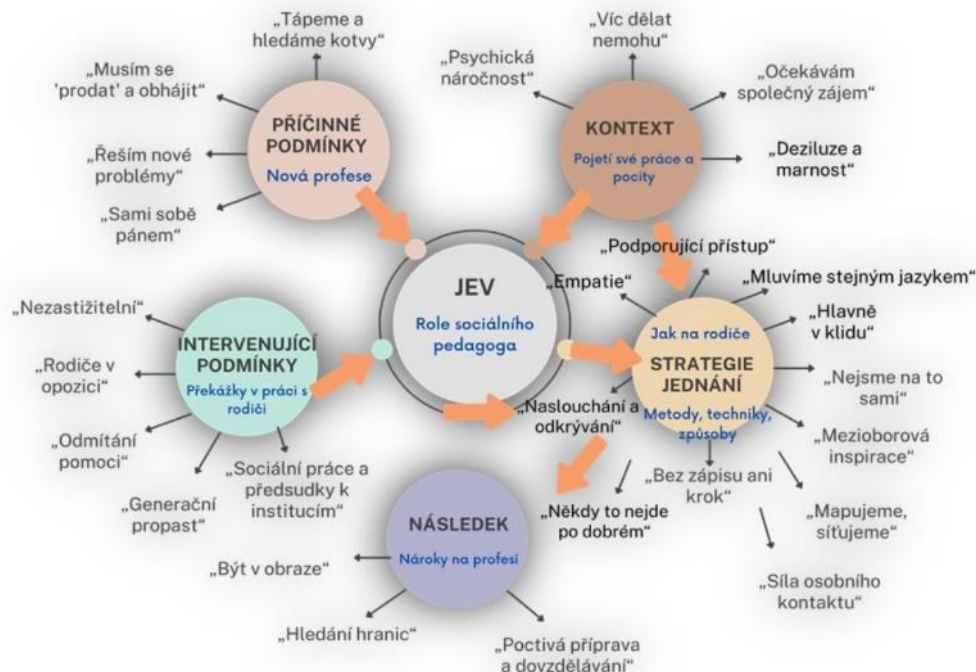 „Tápeme a
hledáme kotvy“
„Musím se
'prodat' a obhájit“
„Řeším nové
problémy“
„Sami sobě
pánem“
PŘÍČINNÉ
PODMÍNKY
Nová profese
„Víc dělat
nemohu“
„Psychická
náročnost“
„Očekávám
společný zájem“
„Deziluze a
marnost“
KONTEXT
Pojetí své práce a
pocity
JEV
Role sociálního
pedagoga
„Nezastižitelní“
„Rodiče v
opozici“
„Odmítání
pomoci“
„Generační
propast“
„Sociální práce a
předsudky k
institucím“
INTERVENUJÍCÍ
PODMÍNKY
Překážky v práci s
rodiči
„Podporující přístup“
„Empatie“
„Mluvíme stejným jazykem“
„Hlavně
v klidu“
Jak na rodiče
STRATEGIE
JEDNÁNÍ
Metody, techniky,
způsoby
„Nejsme na to
sami“
„Mezioborová
inspirace“
„Mapujeme,
síťujeme“
„Síla osobního
kontaktu“
„Bez zápisu ani
krok“
„Naslouchání a
odkrývání“
„Někdy to nejde
po dobrém“
NÁSLEDEK
Nároky na profesi
„Být v obraze“
„Hledání hranic“
„Poctivá příprava
a dovzdělávání“